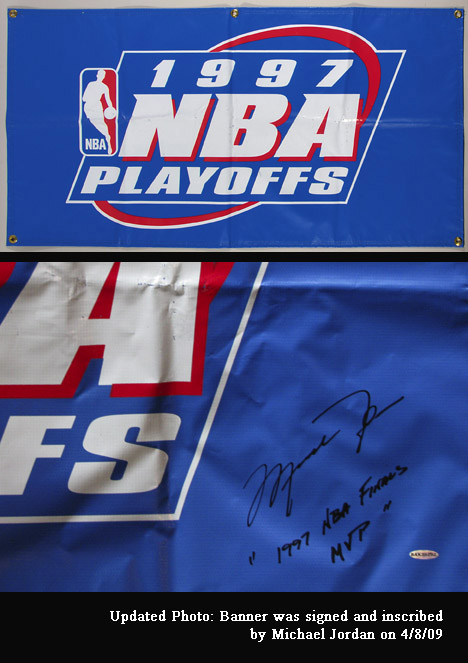 1997
NBA
NBA
PLAYOFFS
A
FS
Michael Jordan
"1997 NBA FINALS
MVP"
Updated Photo: Banner was signed and inscribed
by Michael Jordan on 4/8/09